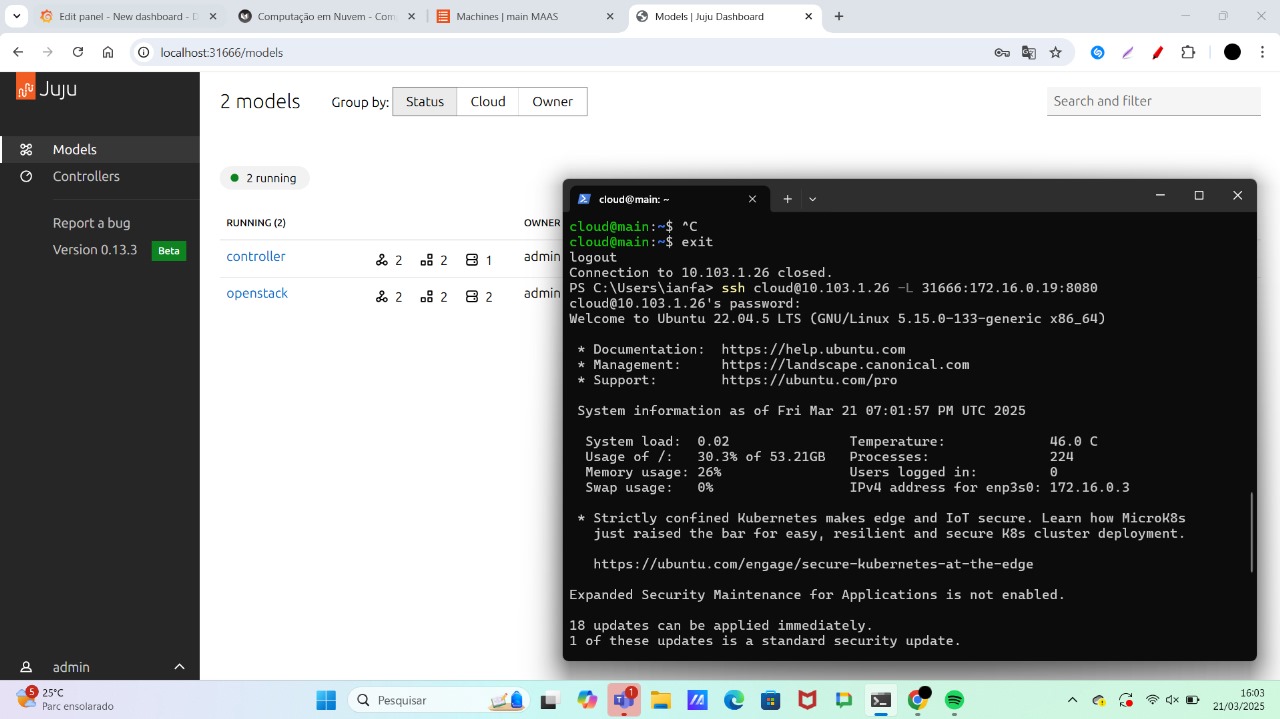 Edit panel - New dashboard - D
Computação em Nuvem - Com
Machines | main MAAS
Models | Juju Dashboard
localhost:31666/models
Juju
Models
Controllers
Report a bug
Version 0.13.3 Beta
admin
2 models
Group by: Status Cloud Owner
Search and filter
2 running
RUNNING (2) OWNER
controller 2 2 1 admin
openstack 2 2 2 admin
cloud@main: ~
cloud@main:~$ ^C
cloud@main:~$ exit
logout
Connection to 10.103.1.26 closed.
PS C:\Users\ianfa> ssh cloud@10.103.1.26 -L 31666:172.16.0.19:8080
cloud@10.103.1.26's password:
Welcome to Ubuntu 22.04.5 LTS (GNU/Linux 5.15.0-133-generic x86_64)
* Documentation: https://help.ubuntu.com
* Management: https://landscape.canonical.com
* Support: https://ubuntu.com/pro
System information as of Fri Mar 21 07:01:57 PM UTC 2025
System load: 0.02 Temperature: 46.0 C
Usage of /: 30.3% of 53.21GB Processes: 224
Memory usage: 26% Users logged in: 0
Swap usage: 0% IPv4 address for enp3s0: 172.16.0.3
* Strictly confined Kubernetes makes edge and IoT secure. Learn how MicroK8s
just raised the bar for easy, resilient and secure K8s cluster deployment.
https://ubuntu.com/engage/secure-kubernetes-at-the-edge
Expanded Security Maintenance for Applications is not enabled.
18 updates can be applied immediately.
1 of these updates is a standard security update.
5
25°C
Parc ensolarado
Pesquisar
1
16:03
21/03/2025